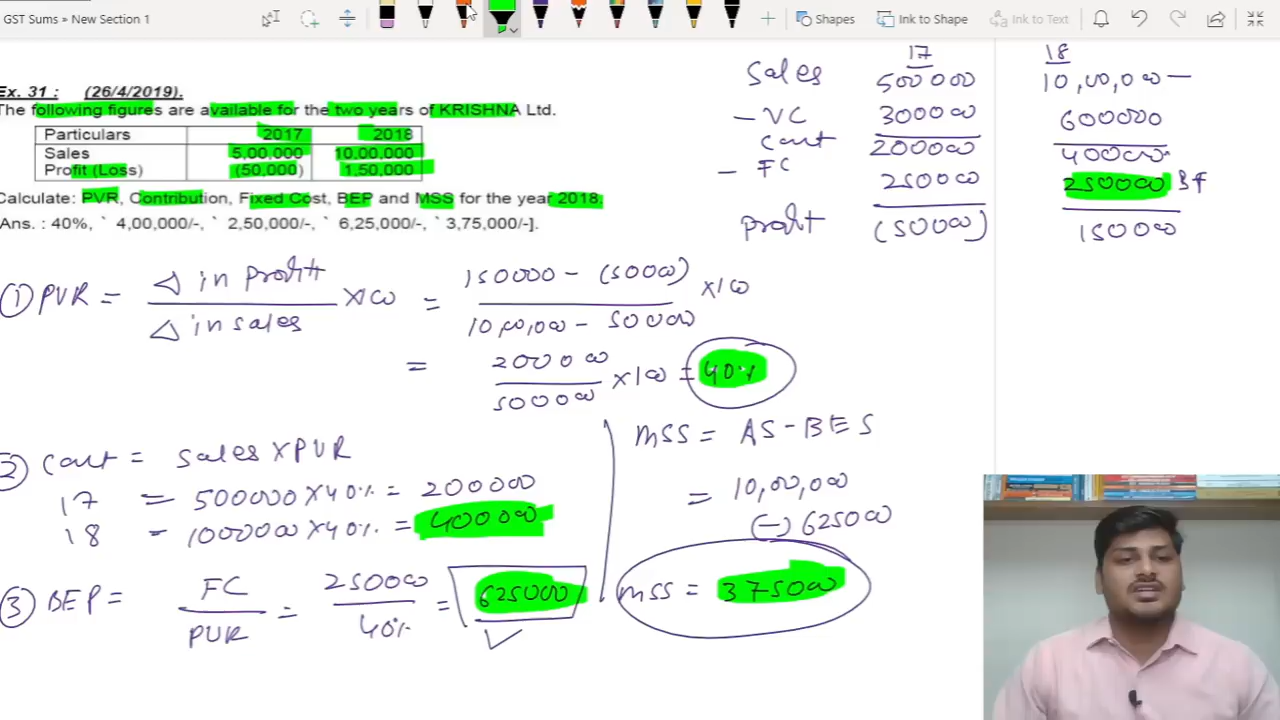 GST Sums » New Section 1
Shapes
Ink to Shape
Ink to Text
Ex. 31 : (26/4/2019).
The following figures are available for the two years of KRISHNA Ltd.
Particulars 2017 2018
Sales 5,00,000 10,00,000
Profit (Loss) (50,000) 1,50,000
Calculate: PVR, Contribution, Fixed Cost, BEP and MSS for the year 2018.
Ans. : 40%, ` 4,00,000/-, ` 2,50,000/-, ` 6,25,000/-, ` 3,75,000/-].
17 18
Sales 500000 10,00,000 —
- VC 300000 600000
Cont 200000 400000
- FC 250000 250000 BF
profit (50000) 150000
① PVR = Δ in profit / Δ in sales × 100 = 150000 - (50000) / 10,00,000 - 500000 × 100
= 200000 / 500000 × 100 = 40%
② Cont = Sales × PVR
17 = 500000 × 40% = 200000
18 = 1000000 × 40% = 400000
③ BEP = FC / PUR = 250000 / 40% = 625000
MSS = AS - BES
= 10,00,000
(-) 625000
MSS = 375000